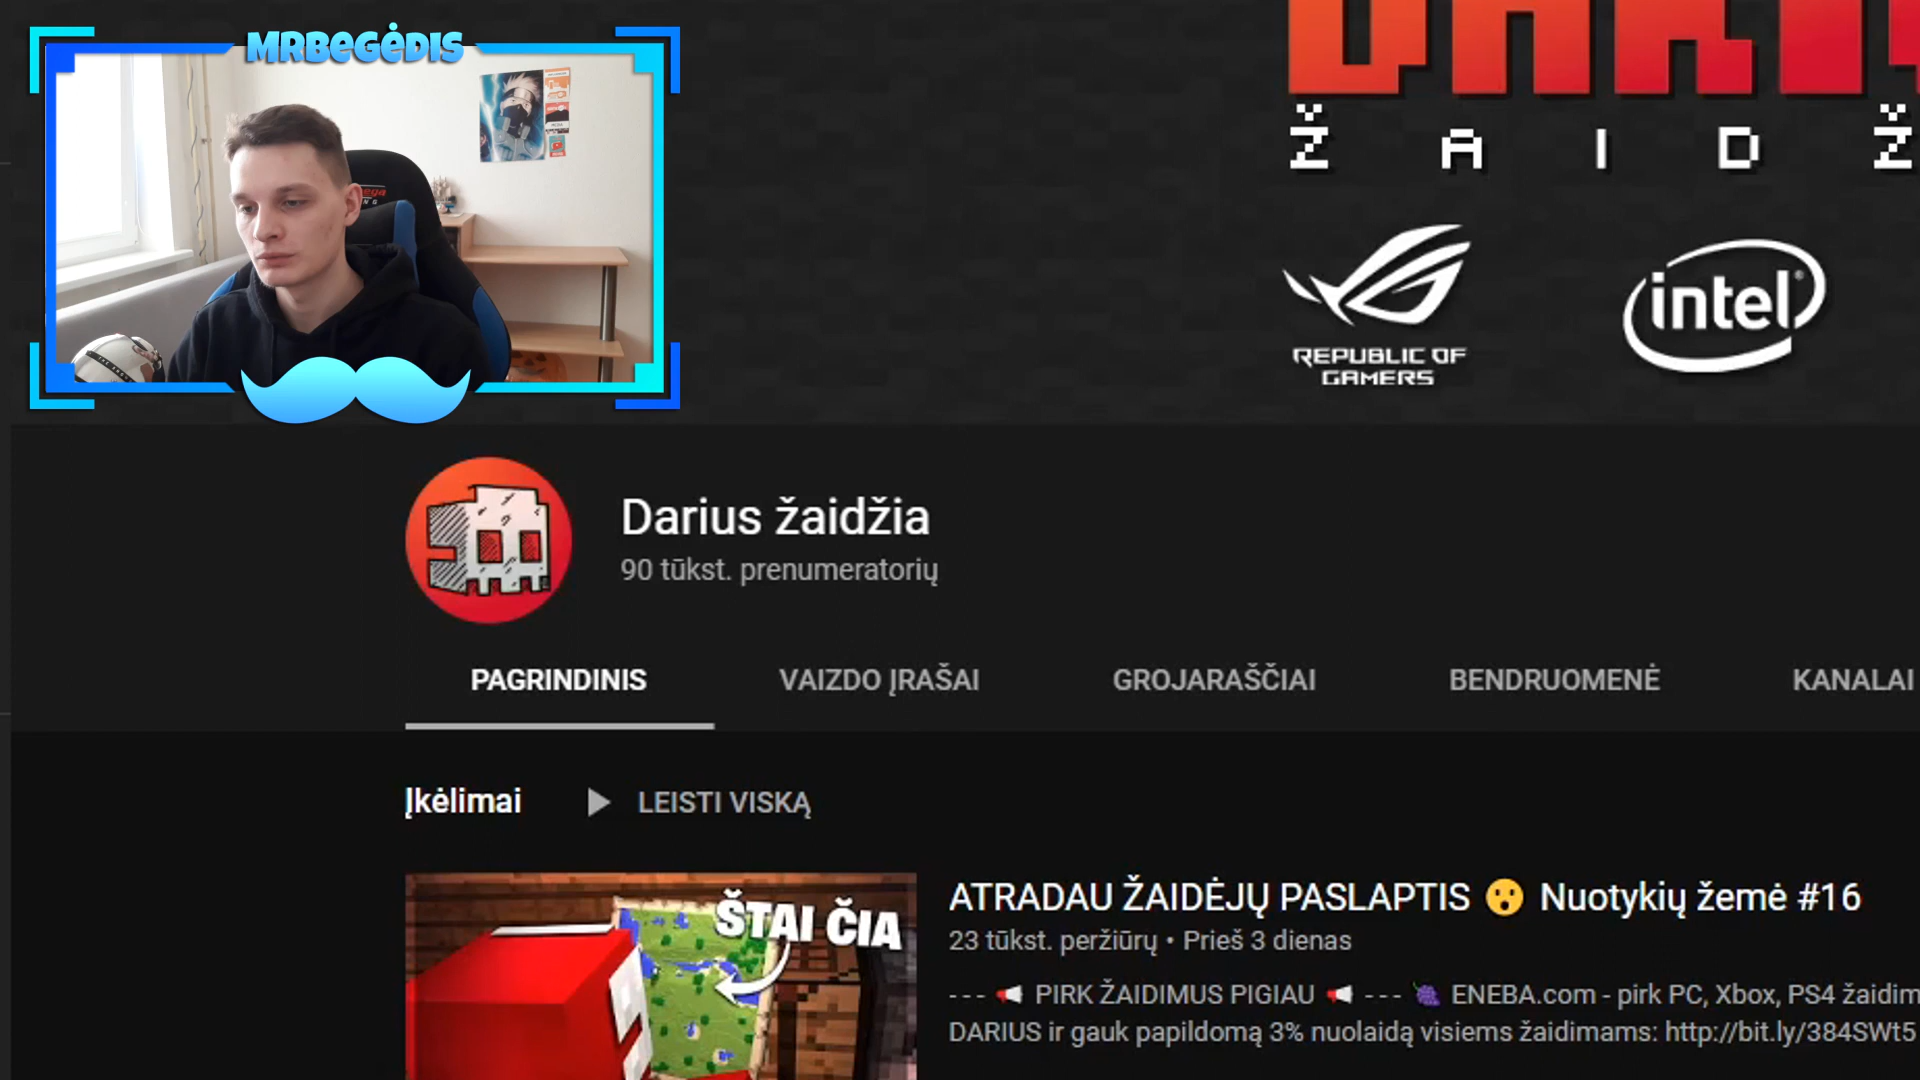 MRBEGĖDIS
ŽAIDŽ
REPUBLIC OF
GAMERS
intel
Darius žaidžia
90 tūkst. prenumeratorių
PAGRINDINIS
VAIZDO ĮRAŠAI
GROJARAŠČIAI
BENDRUOMENĖ
KANALAI
Įkėlimai
LEISTI VISKĄ
ŠTAI ČIA
ATRADAU ŽAIDĖJŲ PASLAPTIS 😮 Nuotykių žemė #16
23 tūkst. peržiūrų • Prieš 3 dienas
--- 📢 PIRK ŽAIDIMUS PIGIAU 📢 --- 🍇 ENEBA.com - pirk PC, Xbox, PS4 žaidim
DARIUS ir gauk papildomą 3% nuolaidą visiems žaidimams: http://bit.ly/384SWt5